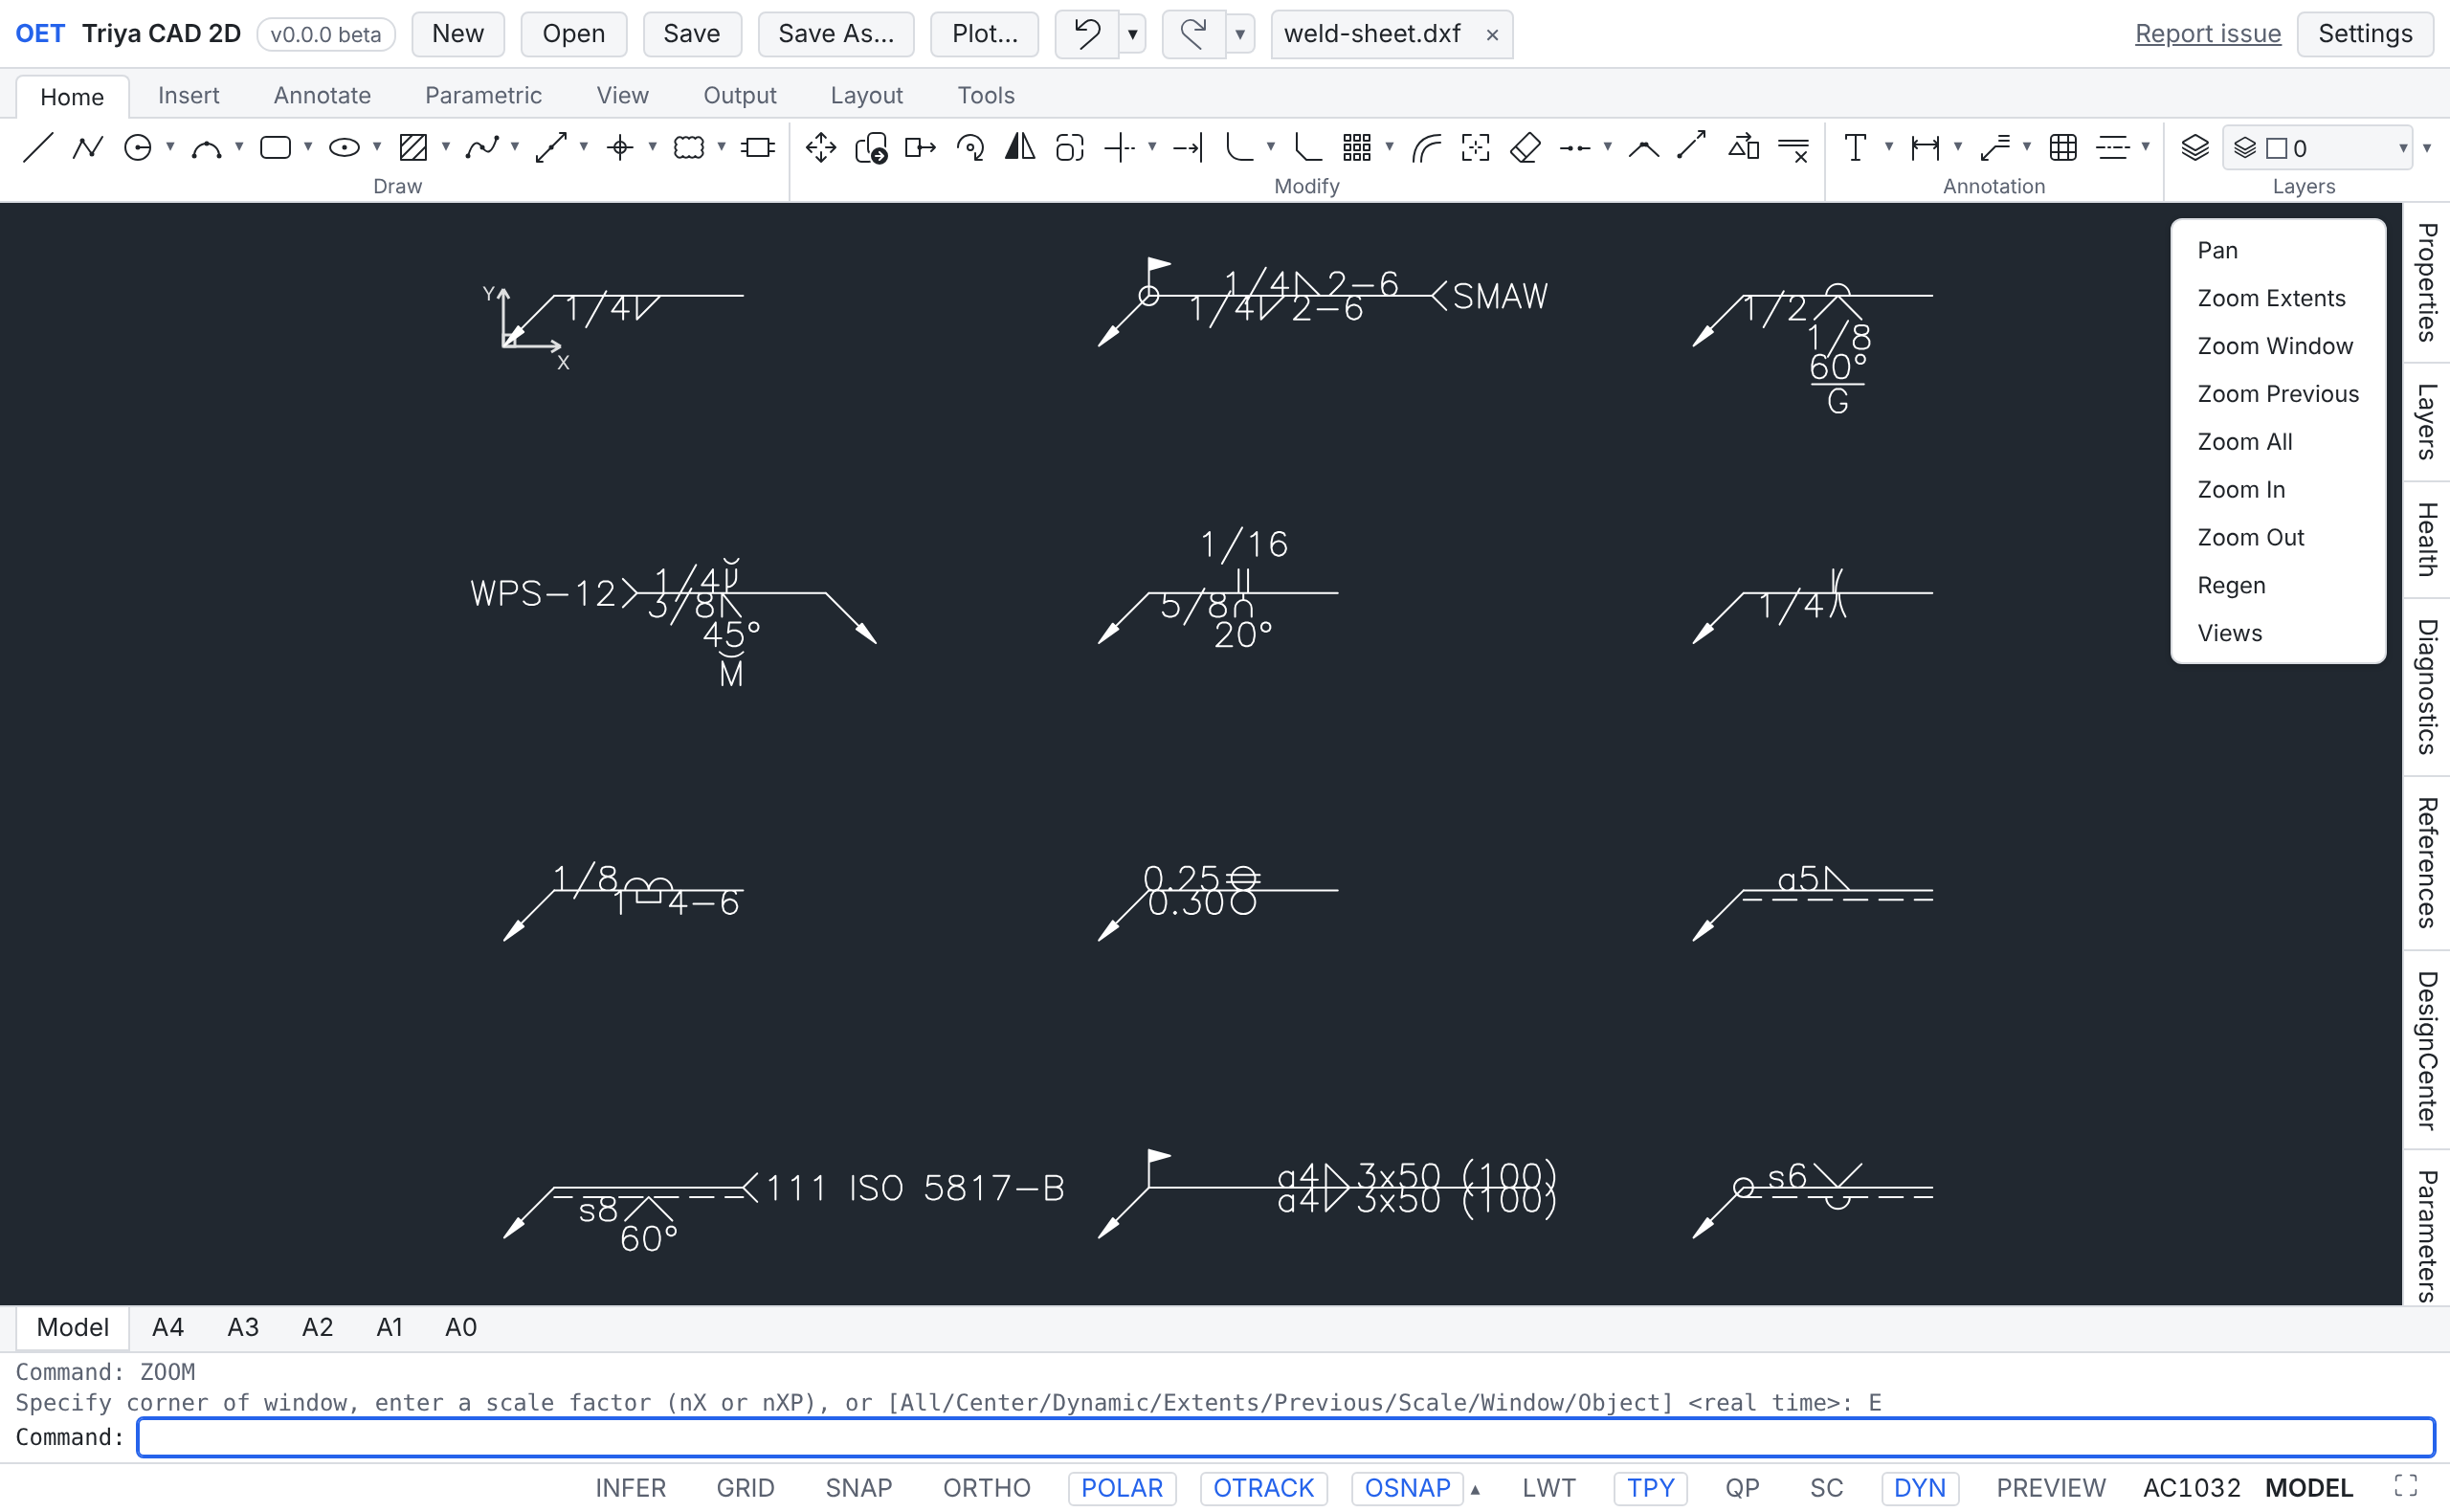 OET Triya CAD 2D v0.0.0 beta New Open Save Save As... Plot... weld-sheet.dxf × Report issue Settings
Home Insert Annotate Parametric View Output Layout Tools
T 0
Draw Modify Annotation Layers
Pan
Zoom Extents
Zoom Window
Zoom Previous
Zoom All
Zoom In
Zoom Out
Regen
Views
Properties
Layers
Health
Diagnostics
References
DesignCenter
Parameters
Y
X
1/4
1/4 2-6
1/4 2-6
SMAW
1/2
1/8
60°
G
WPS-12
1/4
3/8
45°
M
1/16
5/8
20°
1/4
1/8
1 4-6
0.25
0.30
a5
s8
60°
111 ISO 5817-B
a4 3x50 (100)
a4 3x50 (100)
s6
Model A4 A3 A2 A1 A0
Command: ZOOM
Specify corner of window, enter a scale factor (nX or nXP), or [All/Center/Dynamic/Extents/Previous/Scale/Window/Object] <real time>: E
Command:
INFER GRID SNAP ORTHO POLAR OTRACK OSNAP LWT TPY QP SC DYN PREVIEW AC1032 MODEL